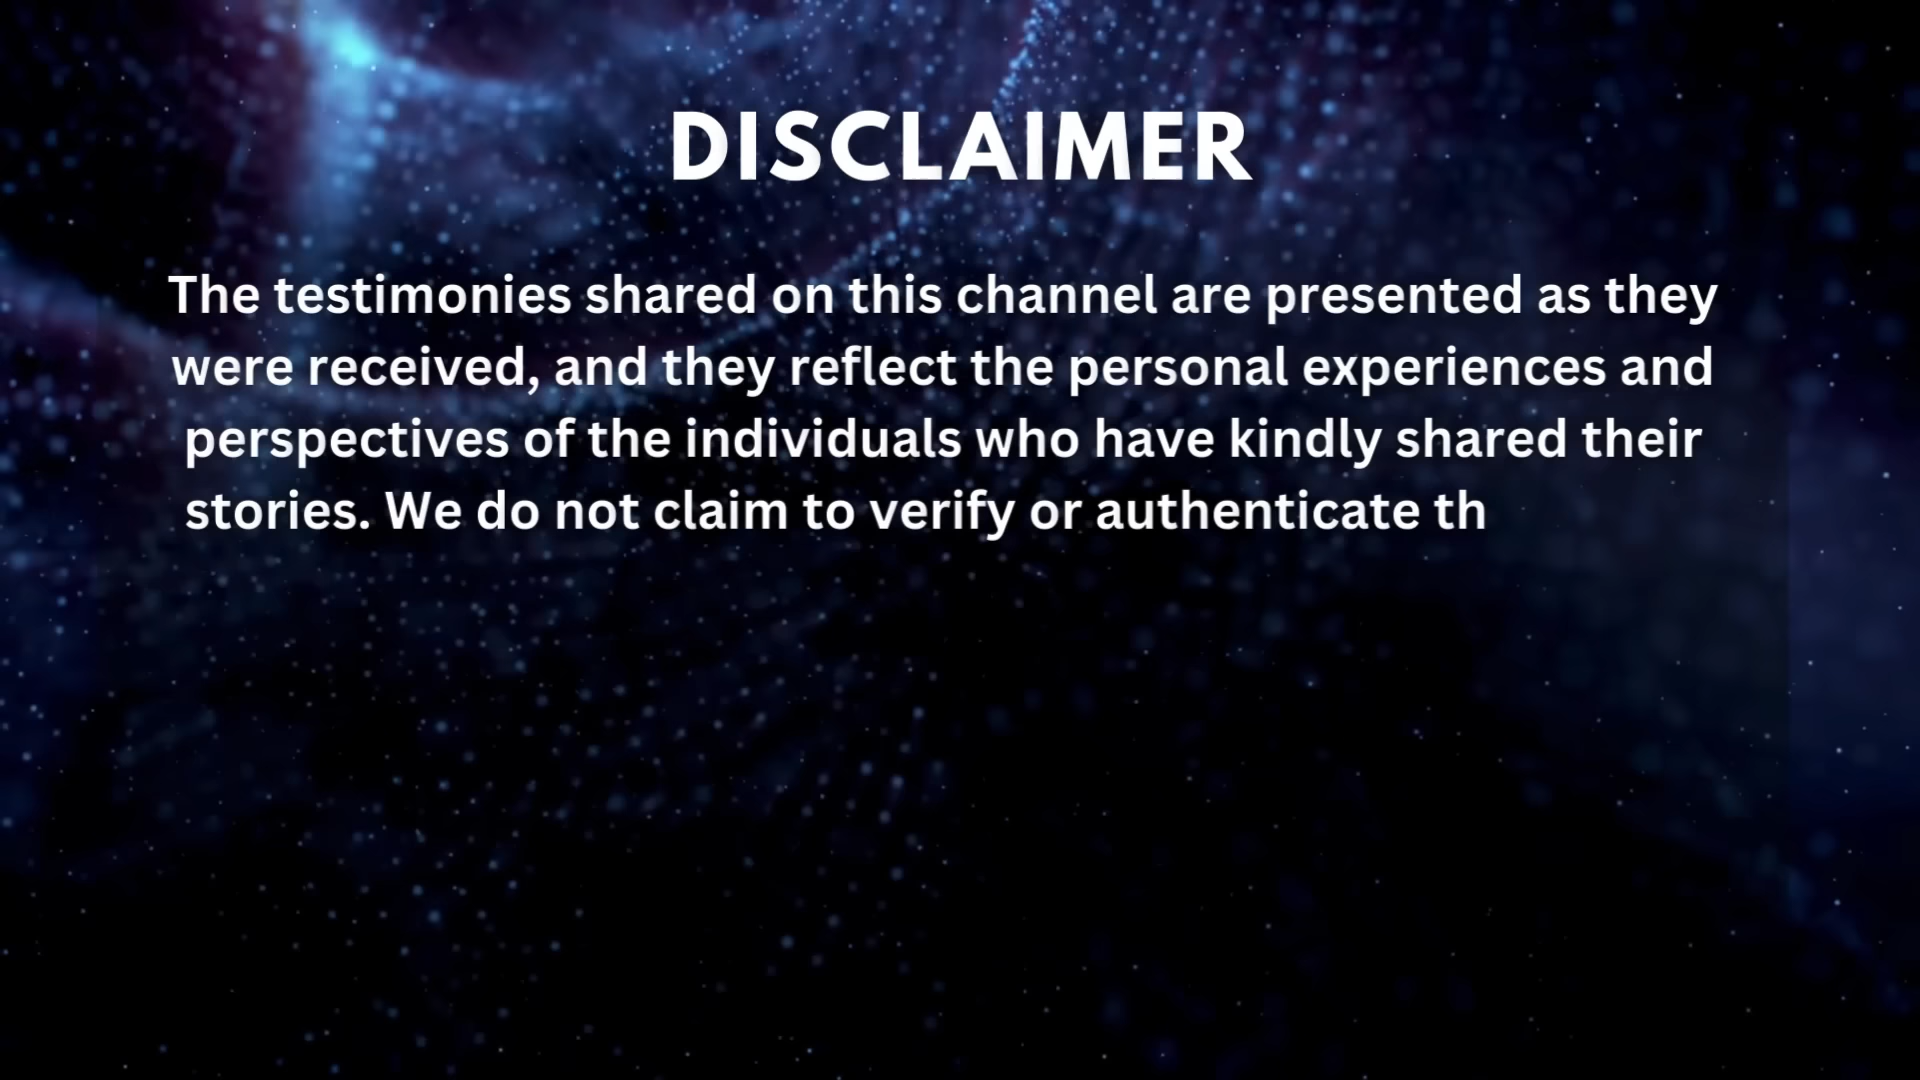 DISCLAIMER
The testimonies shared on this channel are presented as they
were received, and they reflect the personal experiences and
perspectives of the individuals who have kindly shared their
stories. We do not claim to verify or authenticate th